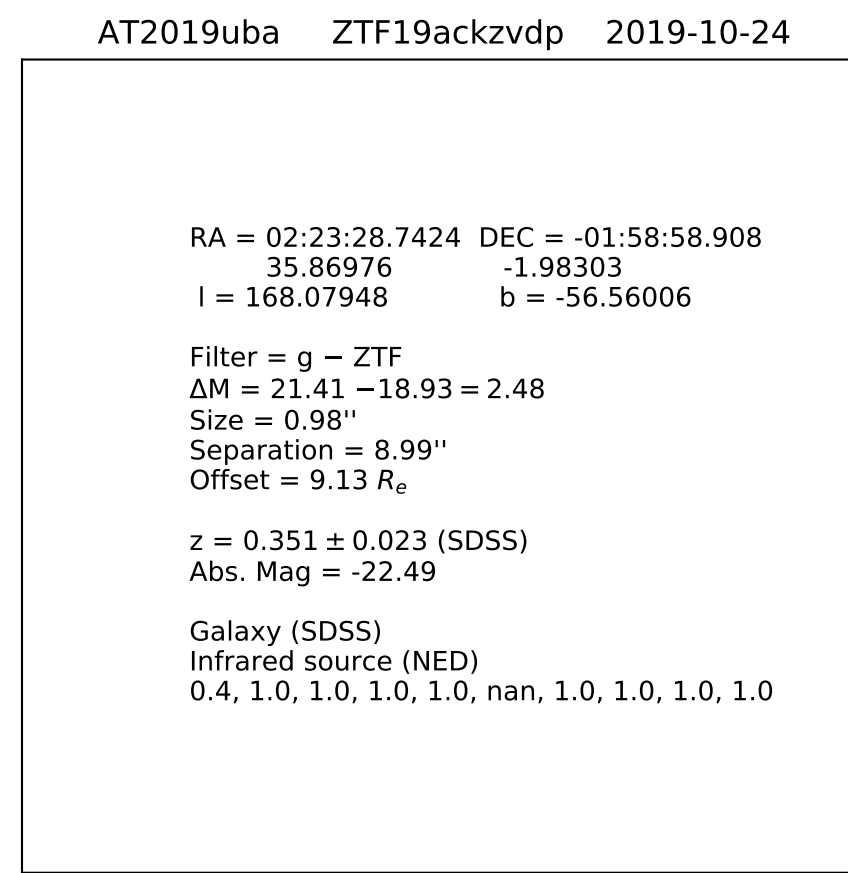 AT2019uba ZTF19ackzvdp 2019-10-24
RA = 02:23:28.7424 DEC = -01:58:58.908
35.86976 -1.98303
l = 168.07948 b = -56.56006
Filter = g − ZTF
ΔM = 21.41 −18.93 = 2.48
Size = 0.98''
Separation = 8.99''
Offset = 9.13 Rₑ
z = 0.351 ± 0.023 (SDSS)
Abs. Mag = -22.49
Galaxy (SDSS)
Infrared source (NED)
0.4, 1.0, 1.0, 1.0, 1.0, nan, 1.0, 1.0, 1.0, 1.0